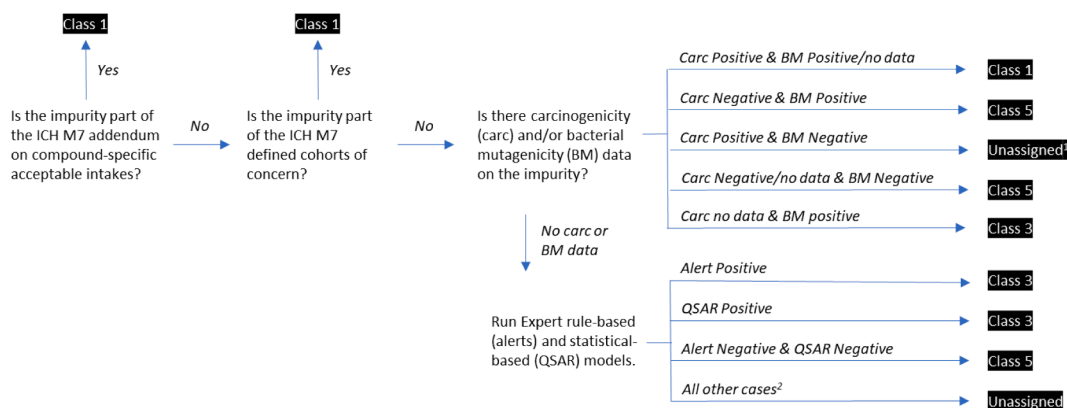 Class 1
Class 1
Yes
Yes
Is the impurity part of
the ICH M7 addendum
on compound-specific
acceptable intakes?
No
Is the impurity part
of the ICH M7
defined cohorts of
concern?
No
Is there carcinogenicity
(carc) and/or bacterial
mutagenicity (BM) data
on the impurity?
Carc Positive & BM Positive/no data
Class 1
Carc Negative & BM Positive
Class 5
Carc Positive & BM Negative
Unassigned¹
Carc Negative/no data & BM Negative
Class 5
Carc no data & BM positive
Class 3
No carc or
BM data
Run Expert rule-based
(alerts) and statistical-
based (QSAR) models.
Alert Positive
Class 3
QSAR Positive
Class 3
Alert Negative & QSAR Negative
Class 5
All other cases²
Unassigned